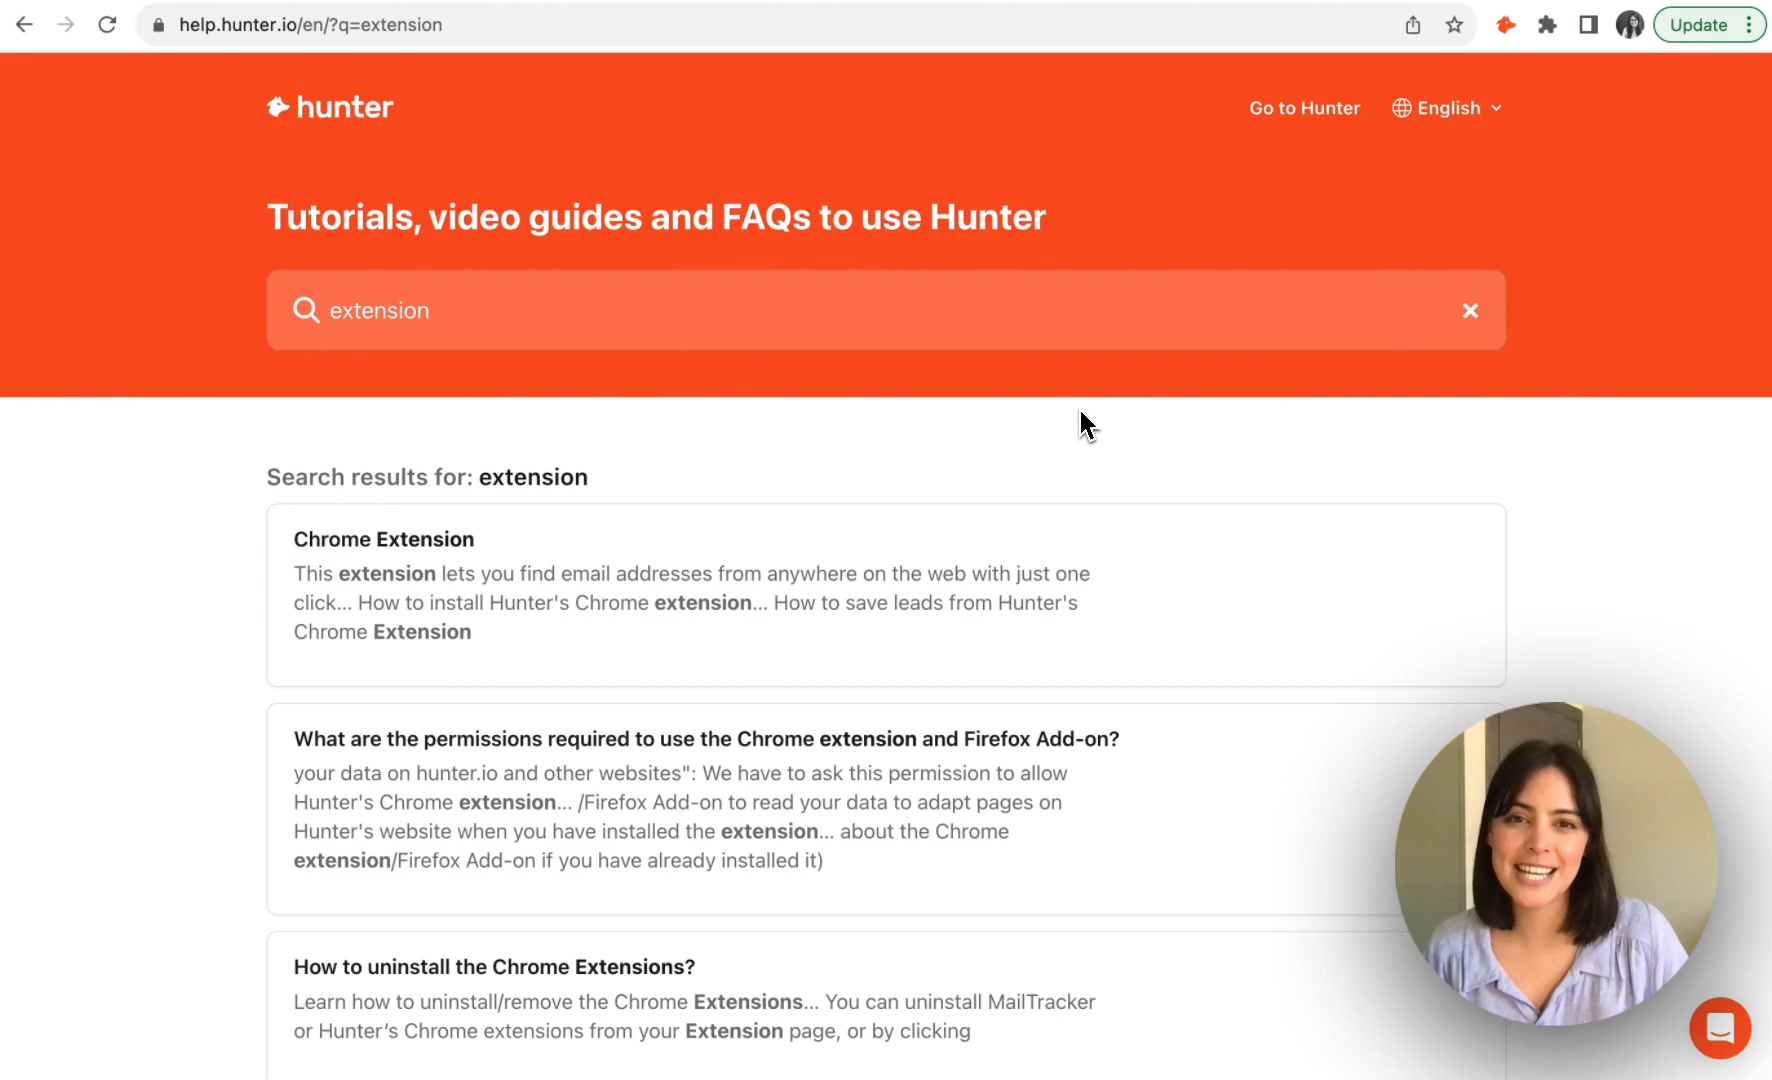 help.hunter.io/en/?q=extension
Update
hunter
Go to Hunter
English
Tutorials, video guides and FAQs to use Hunter
extension
Search results for: extension
Chrome Extension
This extension lets you find email addresses from anywhere on the web with just one
click... How to install Hunter's Chrome extension... How to save leads from Hunter's
Chrome Extension
What are the permissions required to use the Chrome extension and Firefox Add-on?
your data on hunter.io and other websites": We have to ask this permission to allow
Hunter's Chrome extension... /Firefox Add-on to read your data to adapt pages on
Hunter's website when you have installed the extension... about the Chrome
extension/Firefox Add-on if you have already installed it)
How to uninstall the Chrome Extensions?
Learn how to uninstall/remove the Chrome Extensions... You can uninstall MailTracker
or Hunter’s Chrome extensions from your Extension page, or by clicking